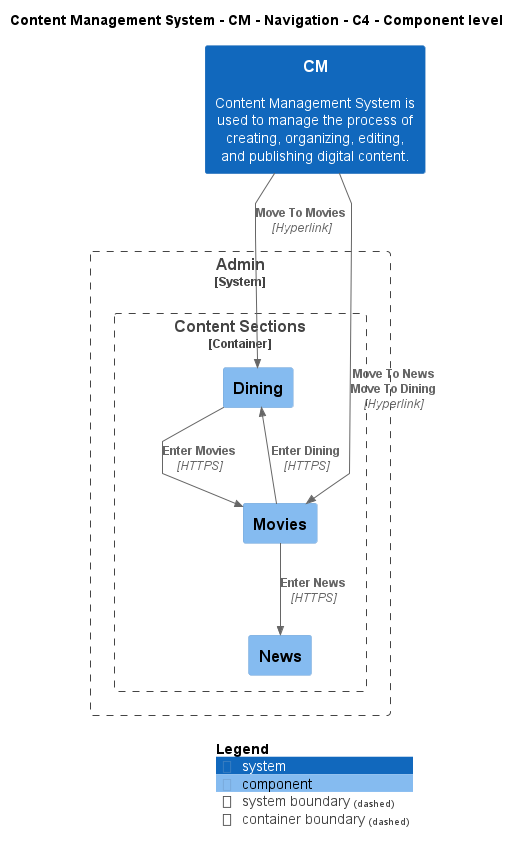 Content Management System - CM - Navigation - C4 - Component level
CM
Content Management System is
used to manage the process of
creating, organizing, editing,
and publishing digital content.
Move To Movies
[Hyperlink]
Admin
[System]
Content Sections
[Container]
Move To News
Move To Dining
[Hyperlink]
Dining
Enter Movies
[HTTPS]
Enter Dining
[HTTPS]
Movies
Enter News
[HTTPS]
News
Legend
system
component
system boundary (dashed)
container boundary (dashed)